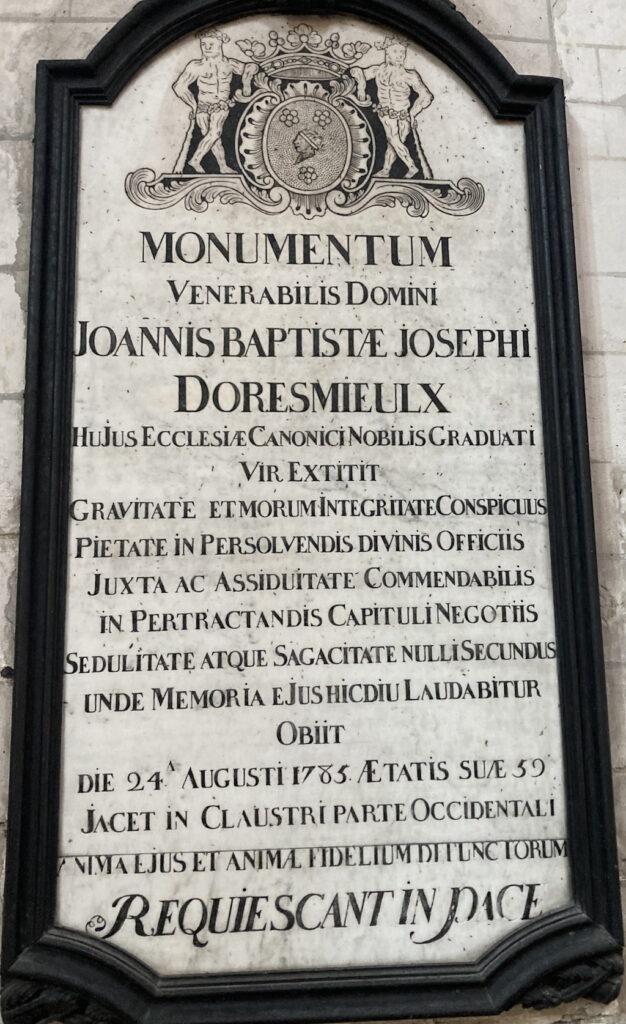 MONUMENTUM
VENERABILIS DOMINI
JOANNIS BAPTISTÆ JOSEPHI
DORESMIEULX
HUJUS ECCLESIÆ CANONICI NOBILIS GRADUATI
VIR EXTITIT
GRAVITATE ET MORUM INTEGRITATE CONSPICUUS
PIETATE IN PERSOLVENDIS DIVINIS OFFICIIS
JUXTA AC ASSIDUITATE COMMENDABILIS
IN PERTRACTANDIS CAPITULI NEGOTIIS
SEDULITATE ATQUE SAGACITATE NULLI SECUNDUS
UNDE MEMORIA EJUS HIC DIU LAUDABITUR
OBIIT
DIE 24.ᴬ AUGUSTI 1785. ÆTATIS SUÆ 59
JACET IN CLAUSTRI PARTE OCCIDENTALI
ANIMA EJUS ET ANIMÆ FIDELIUM DEFUNCTORUM
REQUIESCANT IN PACE